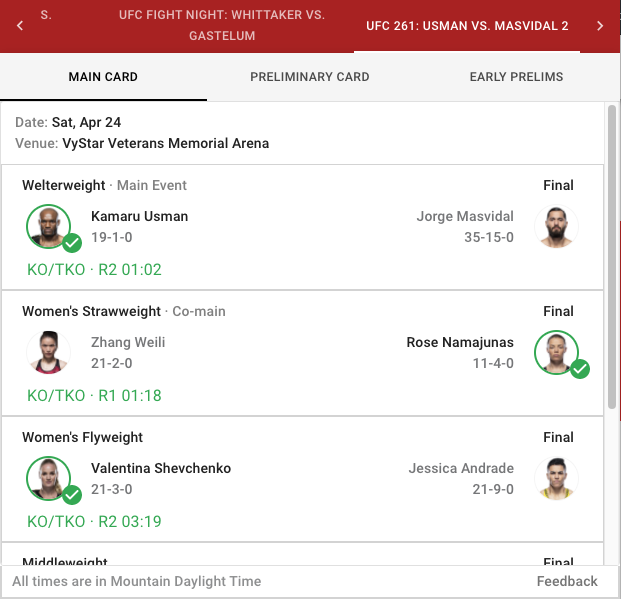 S.
UFC FIGHT NIGHT: WHITTAKER VS.
GASTELUM
UFC 261: USMAN VS. MASVIDAL 2
MAIN CARD
PRELIMINARY CARD
EARLY PRELIMS
Date: Sat, Apr 24
Venue: VyStar Veterans Memorial Arena
Welterweight · Main Event
Final
Kamaru Usman
19-1-0
Jorge Masvidal
35-15-0
KO/TKO · R2 01:02
Women's Strawweight · Co-main
Final
Zhang Weili
21-2-0
Rose Namajunas
11-4-0
KO/TKO · R1 01:18
Women's Flyweight
Final
Valentina Shevchenko
21-3-0
Jessica Andrade
21-9-0
KO/TKO · R2 03:19
Middleweight
Final
All times are in Mountain Daylight Time
Feedback